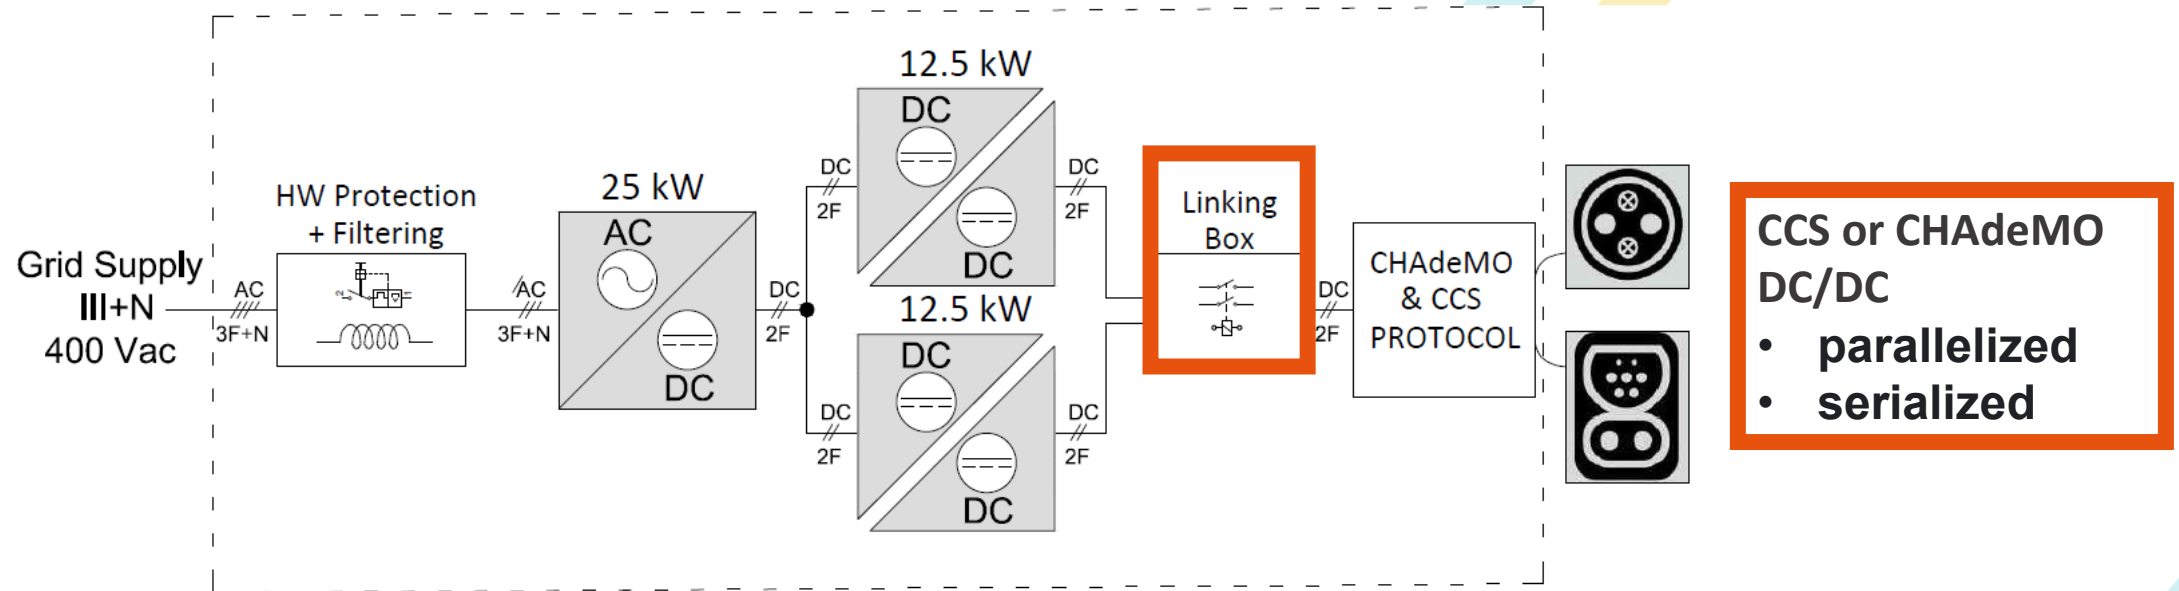 Grid Supply
III+N
400 Vac
AC
3F+N
HW Protection
+ Filtering
AC
3F+N
25 kW
AC
DC
DC
2F
DC
2F
12.5 kW
DC
DC
DC
2F
DC
2F
12.5 kW
DC
DC
DC
2F
Linking
Box
DC
2F
CHAdeMO
& CCS
PROTOCOL
CCS or CHAdeMO
DC/DC
• parallelized
• serialized